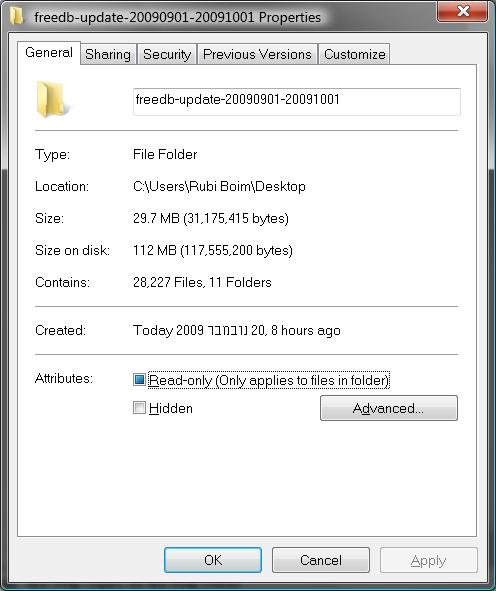 freedb-update-20090901-20091001 Properties
General Sharing Security Previous Versions Customize
freedb-update-20090901-20091001
Type: File Folder
Location: C:\Users\Rubi Boim\Desktop
Size: 29.7 MB (31,175,415 bytes)
Size on disk: 112 MB (117,555,200 bytes)
Contains: 28,227 Files, 11 Folders
Created: Today 2009 נובמבר 20, 8 hours ago
Attributes: Read-only (Only applies to files in folder)
Hidden Advanced...
OK Cancel Apply